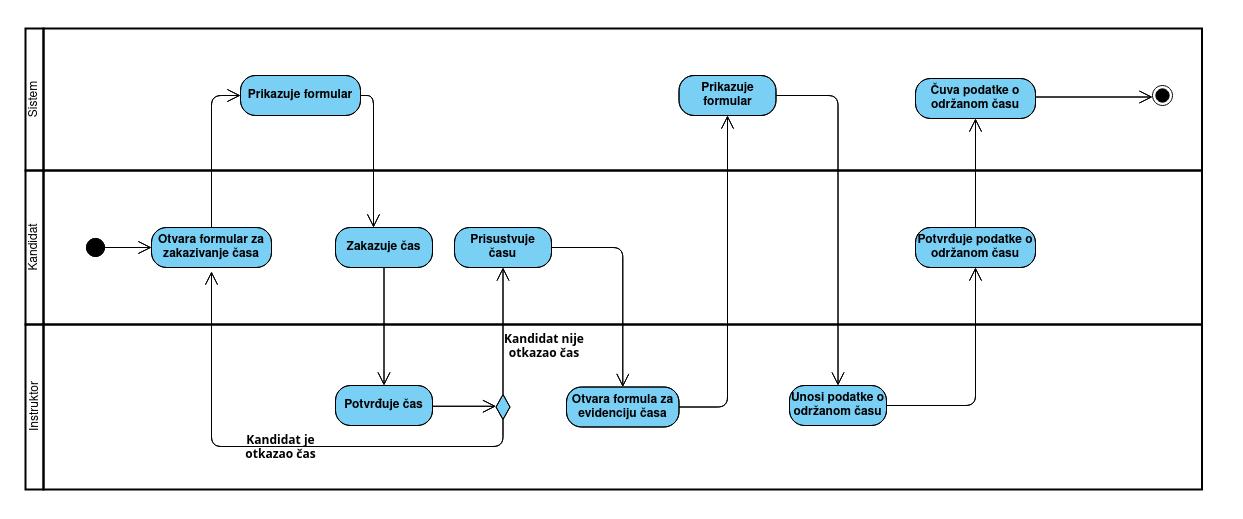 Sistem
Prikazuje formular
Prikazuje
formular
Čuva podatke o
održanom času
Kandidat
Otvara formular za
zakazivanje časa
Zakazuje čas
Prisustvuje
času
Potvrđuje podatke o
održanom času
Instruktor
Kandidat nije
otkazao čas
Potvrđuje čas
Otvara formula za
evidenciju časa
Unosi podatke o
održanom času
Kandidat je
otkazao čas